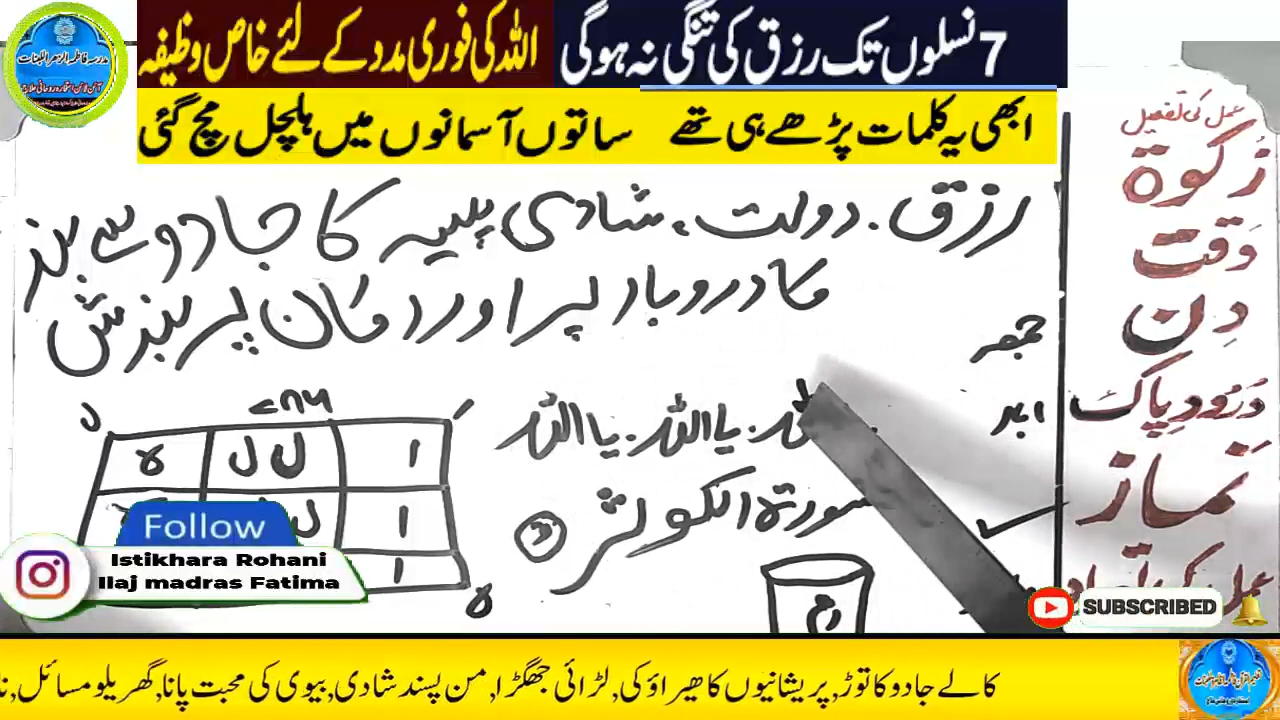 7 نسلوں تک رزق کی تنگی نہ ہوگی
اللہ کی فوری مدد کے لئے خاص وظیفہ
ابھی یہ کلمات پڑھے ہی تھے ساتوں آسمانوں میں ہلچل مچ گئی
رزق . دولت ، شادی پیسہ کا جادو سے بند
کاروبار پر اور دکان پر بندش
یا اللہ . یا اللہ
سورۃ الکوثر
ا
ل ل
ہ
ا
ل
ا
ہ
دم
عمل کی تفصیل
زکوۃ
وقت
دن
درود پاک
نماز
Follow
Istikhara Rohani
Ilaj madras Fatima
SUBSCRIBED
کالے جادو کا توڑ, پریشانیوں کا حل, لڑائی جھگڑا, من پسند شادی, بیوی کی محبت پانا, گھریلو مسائل,